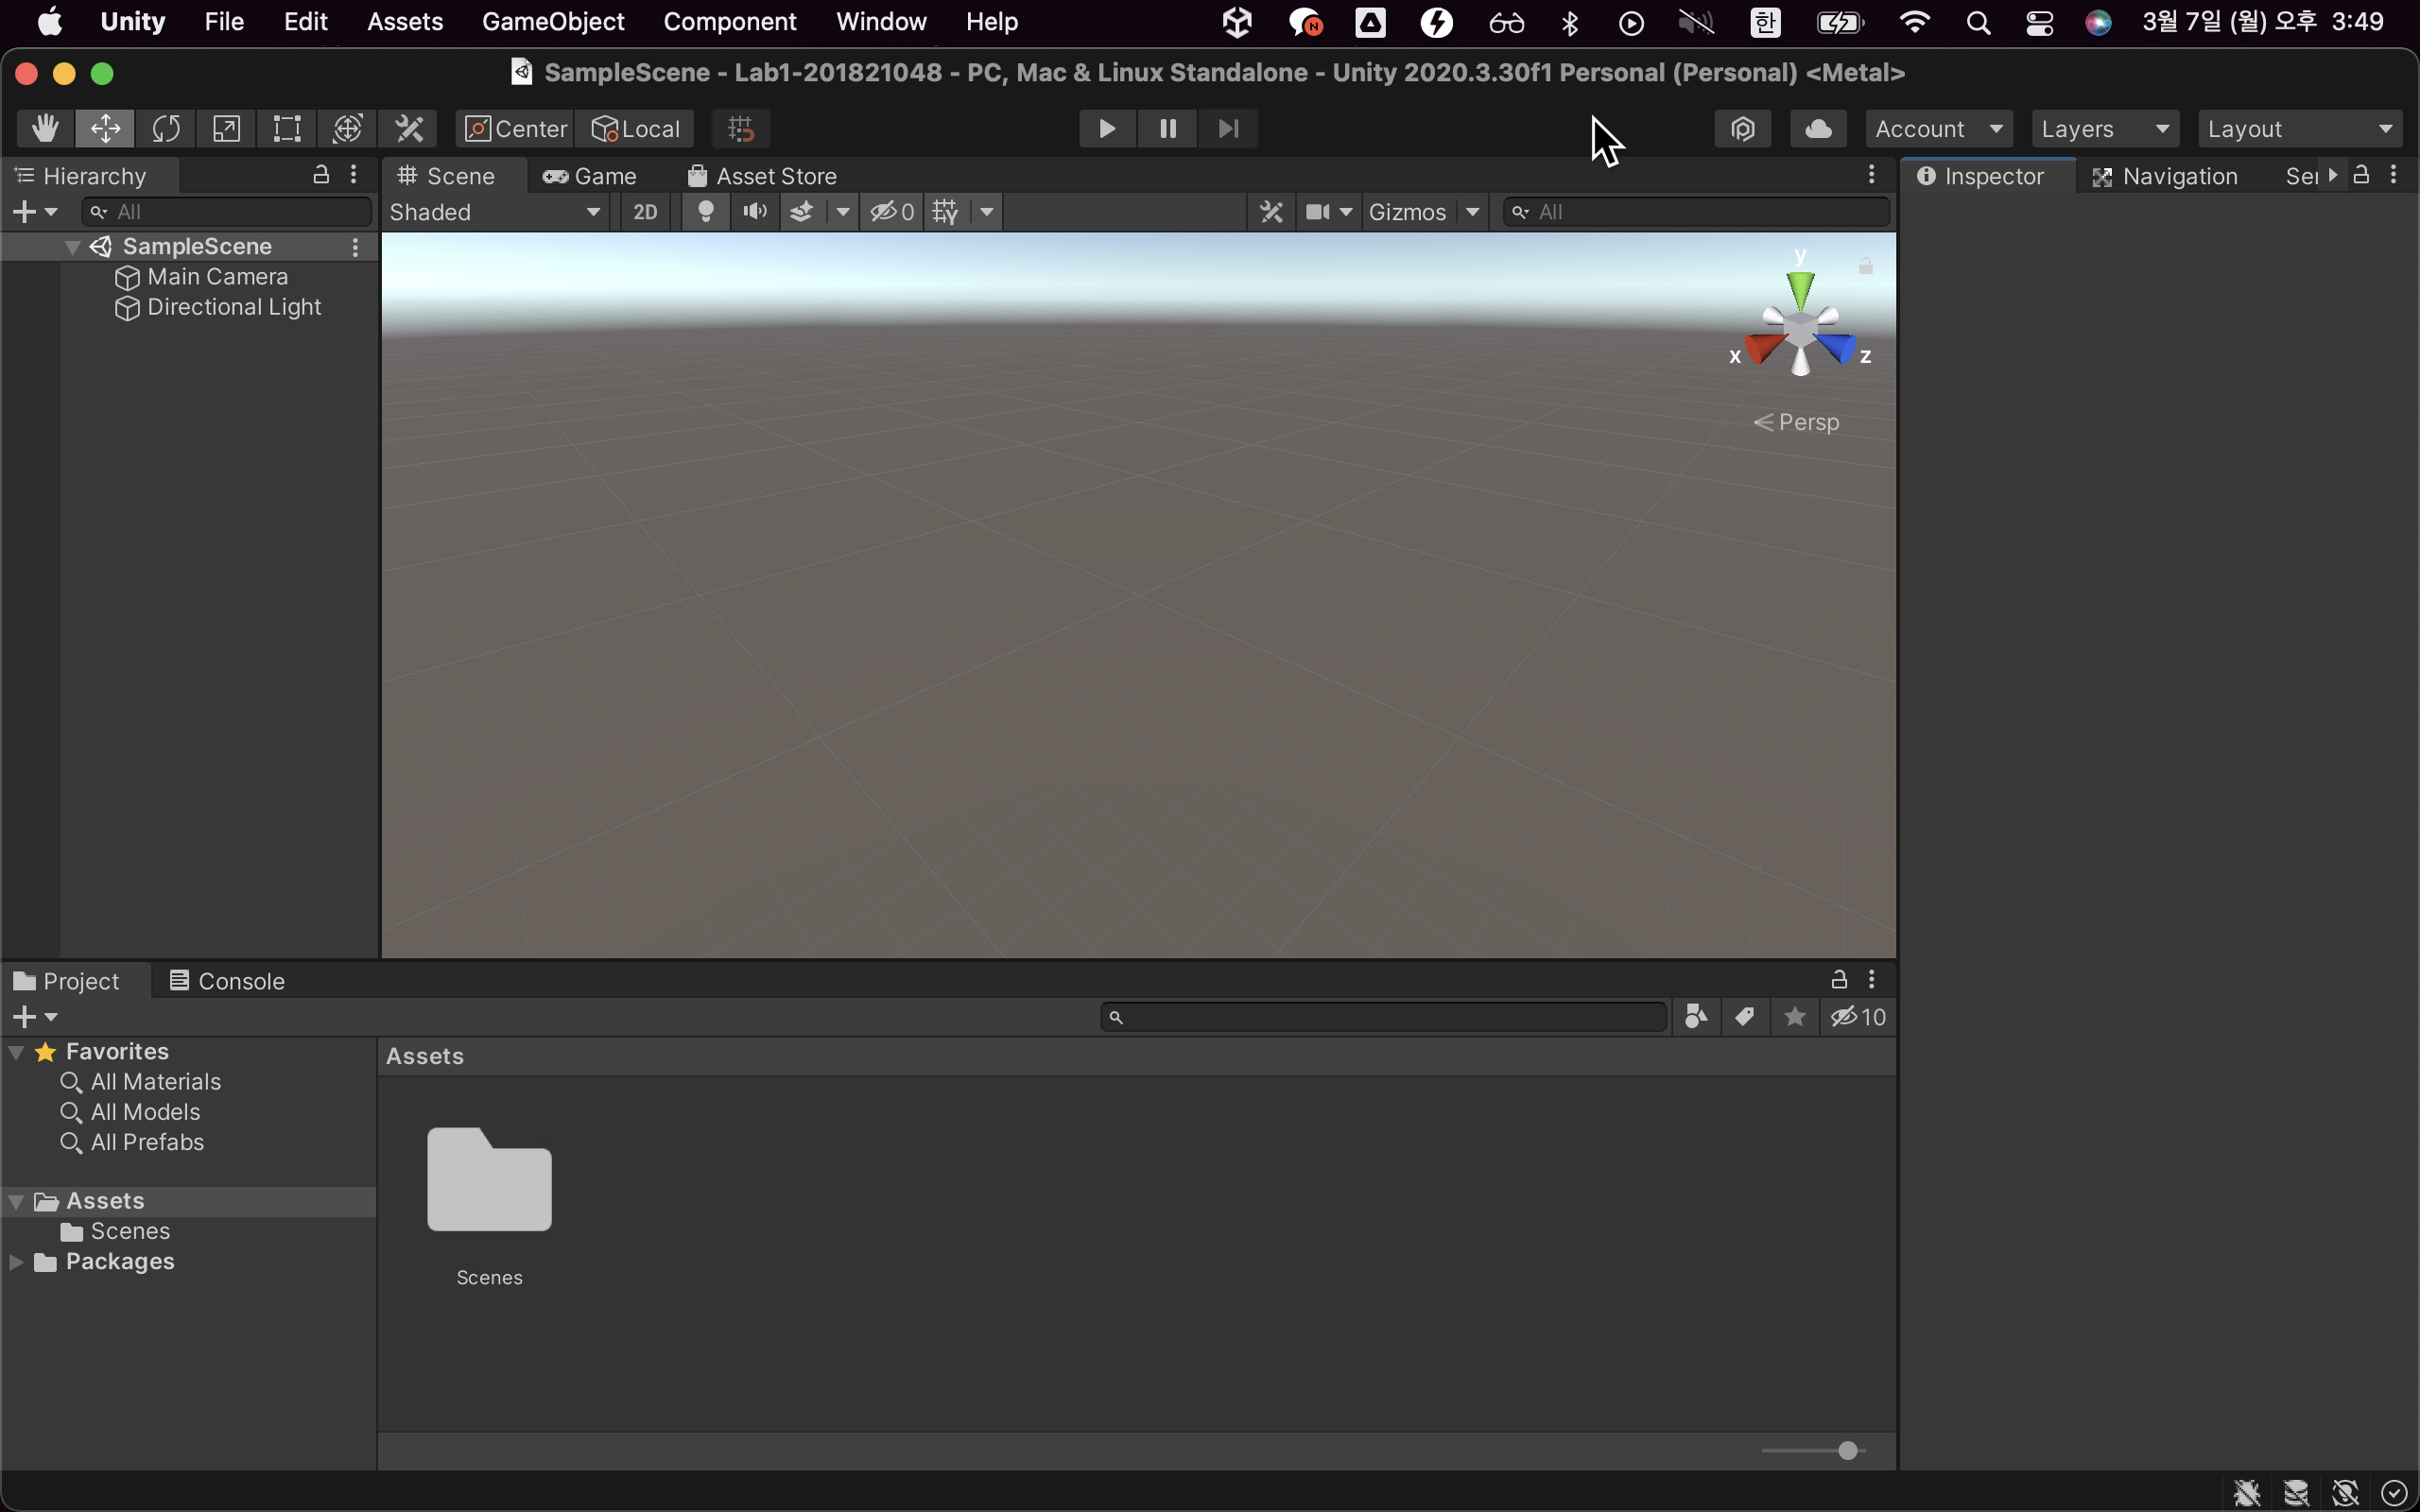 Unity File Edit Assets GameObject Component Window Help 한 3월 7일 (월) 오후 3:49
SampleScene - Lab1-201821048 - PC, Mac & Linux Standalone - Unity 2020.3.30f1 Personal (Personal) <Metal>
Center Local Account Layers Layout
Hierarchy
All
SampleScene
Main Camera
Directional Light
Scene Game Asset Store
Shaded 2D 0 Gizmos All
y
x z
Persp
Inspector Navigation
Project Console
10
Favorites
All Materials
All Models
All Prefabs
Assets
Scenes
Packages
Assets
Scenes